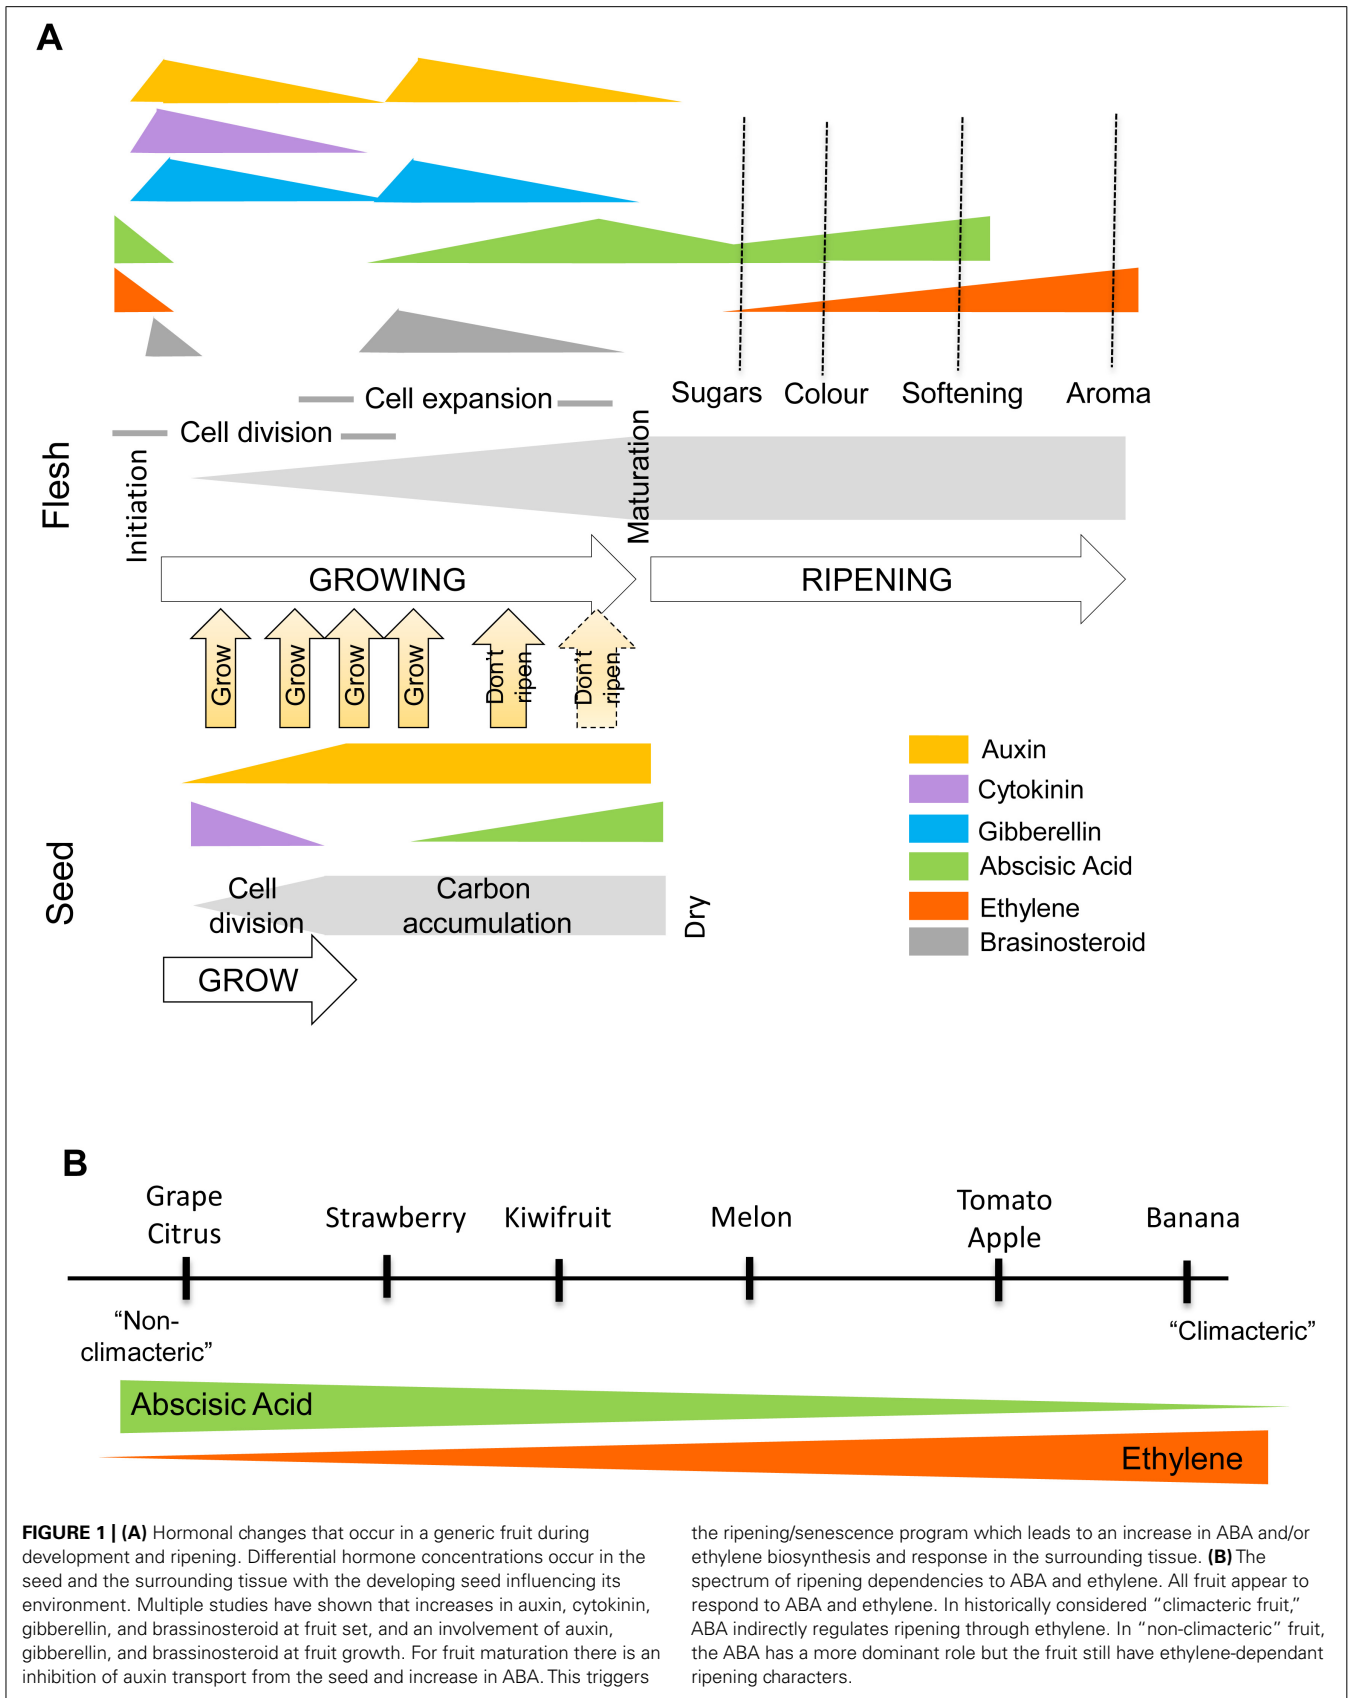 A
Sugars
Colour
Softening
Aroma
Cell expansion
Cell division
Flesh
Initiation
Maturation
GROWING
RIPENING
Grow
Grow
Grow
Grow
Don't
ripen
Don't
ripen
Auxin
Cytokinin
Gibberellin
Abscisic Acid
Ethylene
Brasinosteroid
Seed
Cell
division
Carbon
accumulation
Dry
GROW
B
Grape
Citrus
Strawberry
Kiwifruit
Melon
Tomato
Apple
Banana
“Non-
climacteric”
“Climacteric”
Abscisic Acid
Ethylene
FIGURE 1 | (A) Hormonal changes that occur in a generic fruit during
development and ripening. Differential hormone concentrations occur in the
seed and the surrounding tissue with the developing seed influencing its
environment. Multiple studies have shown that increases in auxin, cytokinin,
gibberellin, and brassinosteroid at fruit set, and an involvement of auxin,
gibberellin, and brassinosteroid at fruit growth. For fruit maturation there is an
inhibition of auxin transport from the seed and increase in ABA. This triggers
the ripening/senescence program which leads to an increase in ABA and/or
ethylene biosynthesis and response in the surrounding tissue. (B) The
spectrum of ripening dependencies to ABA and ethylene. All fruit appear to
respond to ABA and ethylene. In historically considered “climacteric fruit,”
ABA indirectly regulates ripening through ethylene. In “non-climacteric” fruit,
the ABA has a more dominant role but the fruit still have ethylene-dependant
ripening characters.